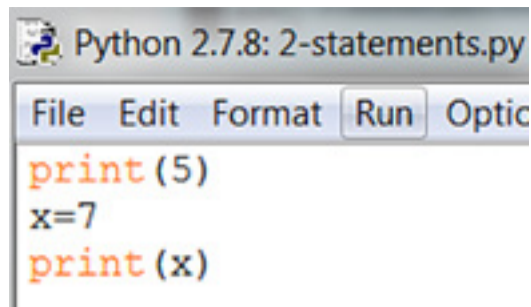 Python 2.7.8: 2-statements.py
File Edit Format Run Optic
print(5)
x=7
print(x)